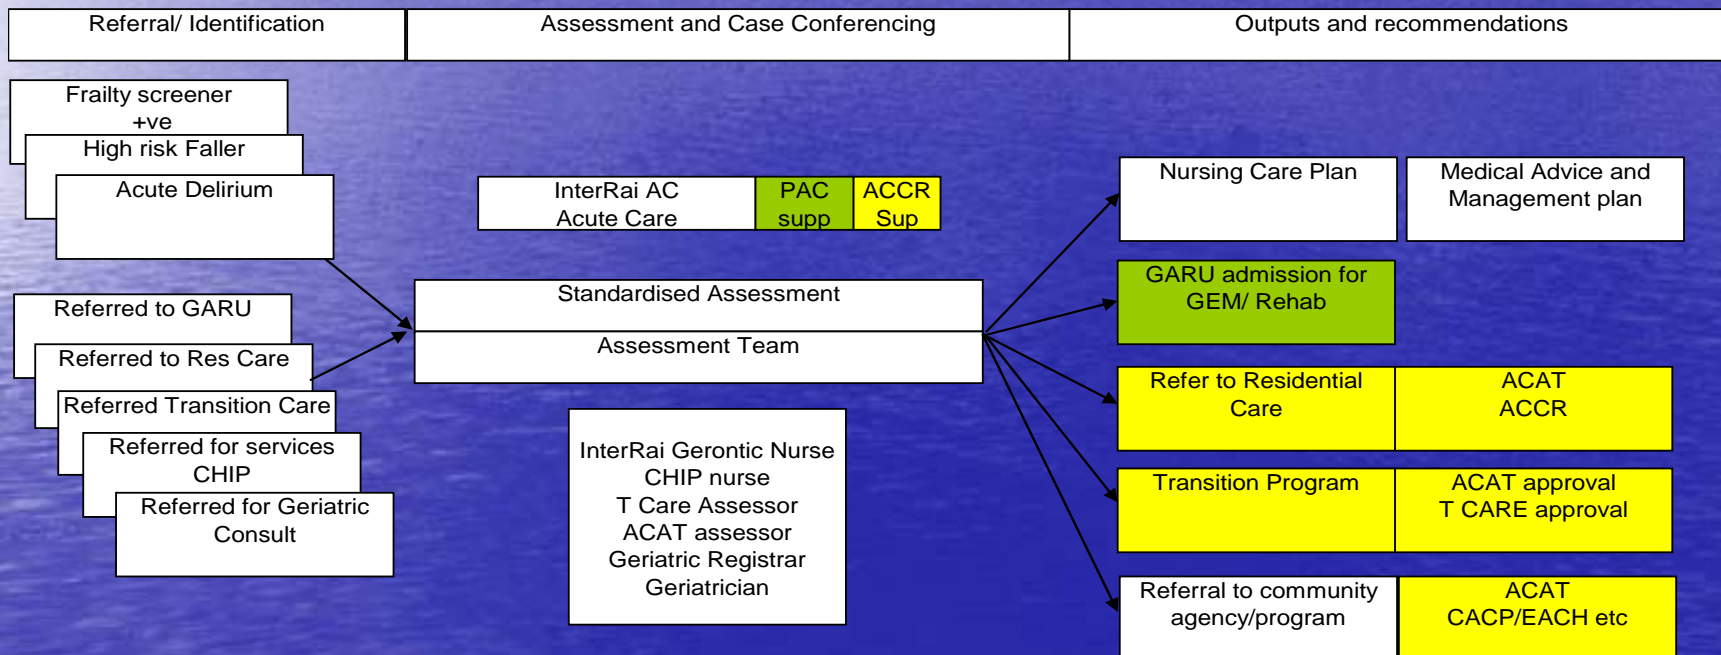 Referral/ Identification
Assessment and Case Conferencing
Outputs and recommendations
Frailty screener
+ve
High risk Faller
Acute Delirium
Referred to GARU
Referred to Res Care
Referred Transition Care
Referred for services
CHIP
Referred for Geriatric
Consult
InterRai AC
Acute Care
PAC
supp
ACCR
Sup
Standardised Assessment
Assessment Team
InterRai Gerontic Nurse
CHIP nurse
T Care Assessor
ACAT assessor
Geriatric Registrar
Geriatrician
Nursing Care Plan
Medical Advice and
Management plan
GARU admission for
GEM/ Rehab
Refer to Residential
Care
ACAT
ACCR
Transition Program
ACAT approval
T CARE approval
Referral to community
agency/program
ACAT
CACP/EACH etc